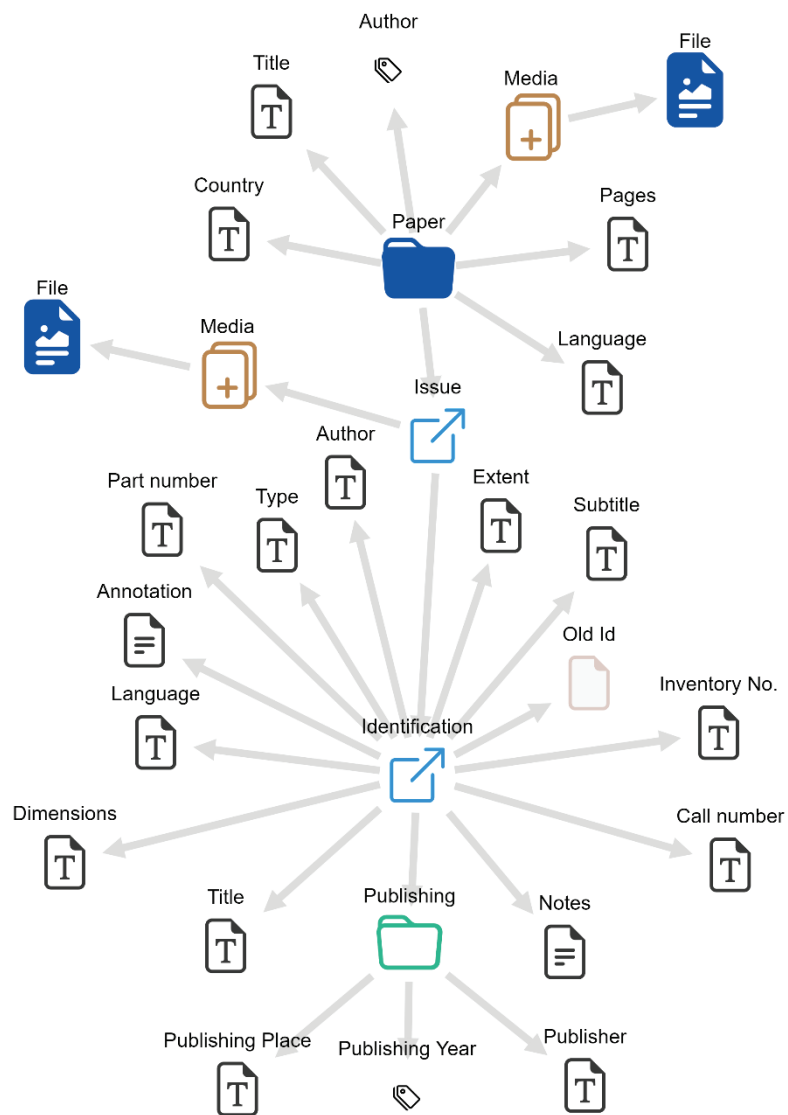 Author
File
Title
Media
T
Country
Pages
Paper
T
T
File
Media
Language
Issue
T
Author
Part number
Type
Extent
Subtitle
T
T
T
T
T
Annotation
Old Id
Language
Inventory No.
Identification
T
T
Dimensions
Call number
T
T
Title
Publishing
Notes
T
Publishing Place
Publishing Year
Publisher
T
T